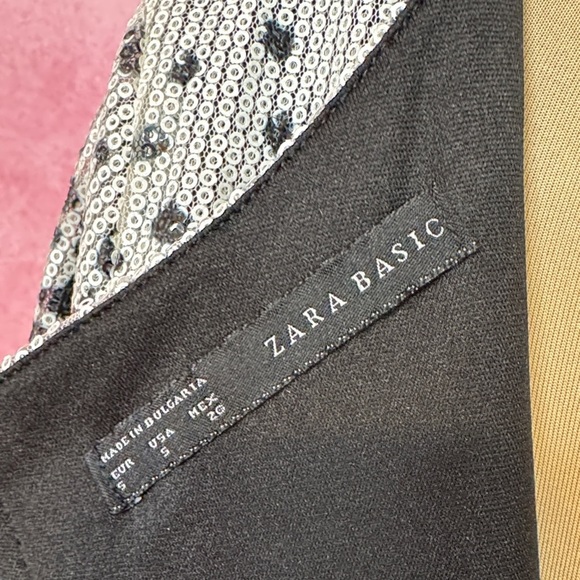 ZARA BASIC
MADE IN BULGARIA
EUR USA MEX
S S 26